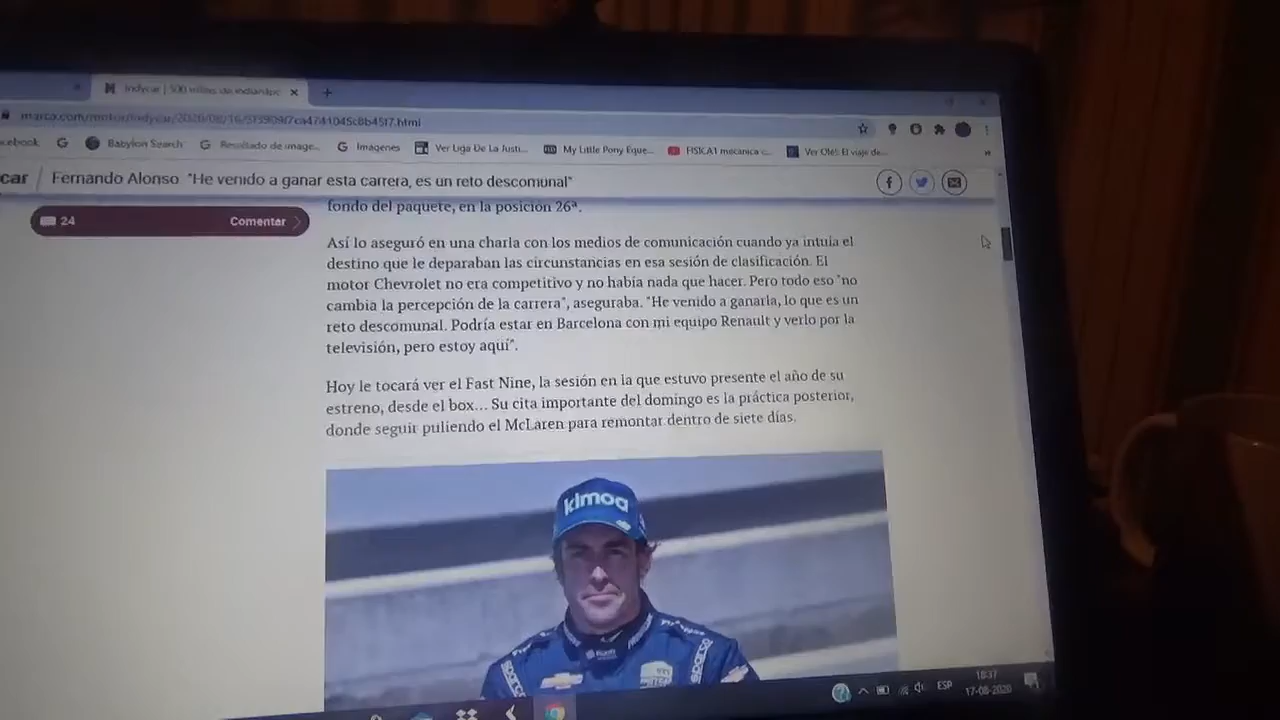 Indycar | 500 millas de Indianápo
marca.com/motor/indycar/2020/08/16/
cebook
Babylon Search
Resultado de image...
Imágenes
Ver Liga De La Justi...
My Little Pony Eque...
FISICA1 mecanica c...
Ver Olé!: El viaje de...
car
Fernando Alonso "He venido a ganar esta carrera, es un reto descomunal"
24
Comentar
fondo del paquete, en la posición 26ª.
Así lo aseguró en una charla con los medios de comunicación cuando ya intuía el
destino que le deparaban las circunstancias en esa sesión de clasificación. El
motor Chevrolet no era competitivo y no había nada que hacer. Pero todo eso "no
cambia la percepción de la carrera", aseguraba. "He venido a ganarla, lo que es un
reto descomunal. Podría estar en Barcelona con mi equipo Renault y verlo por la
televisión, pero estoy aquí".
Hoy le tocará ver el Fast Nine, la sesión en la que estuvo presente el año de su
estreno, desde el box... Su cita importante del domingo es la práctica posterior,
donde seguir puliendo el McLaren para remontar dentro de siete días.
kimoa
sparco
sparco
ESP
18:37
17-08-2020